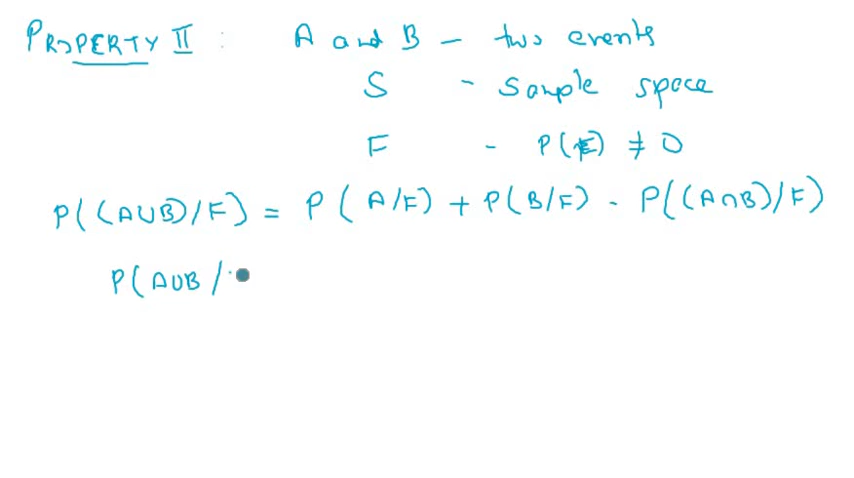 PROPERTY II : A and B - two events
S - Sample space
F - P(F) ≠ 0
P((A∪B)/F) = P(A/F) + P(B/F) - P((A∩B)/F)
P(A∪B /